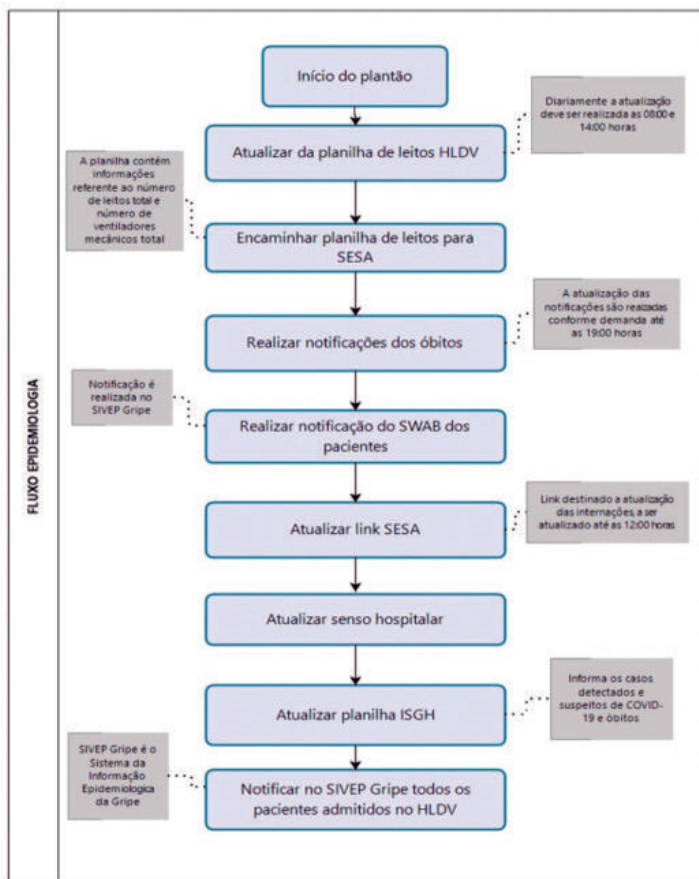 FLUXO EPIDEMIOLOGIA
Início do plantão
Diariamente a atualização
deve ser realizada as 08:00 e
14:00 horas
Atualizar da planilha de leitos HLDV
A planilha contém
informações
referente ao número
de leitos total e
número de
ventiladores
mecânicos total
Encaminhar planilha de leitos para
SESA
A atualização das
notificações são realizadas
conforme demanda até
as 19:00 horas
Realizar notificações dos óbitos
Notificação é
realizada no
SIVEP Gripe
Realizar notificação do SWAB dos
pacientes
Link destinado a atualização
das internações, a ser
atualizado até as 12:00 horas
Atualizar link SESA
Atualizar senso hospitalar
Informa os casos
detectados e
suspeitos de COVID-
19 e óbitos
Atualizar planilha ISGH
SIVEP Gripe é o
Sistema da
Informação
Epidemiologica
da Gripe
Notificar no SIVEP Gripe todos os
pacientes admitidos no HLDV